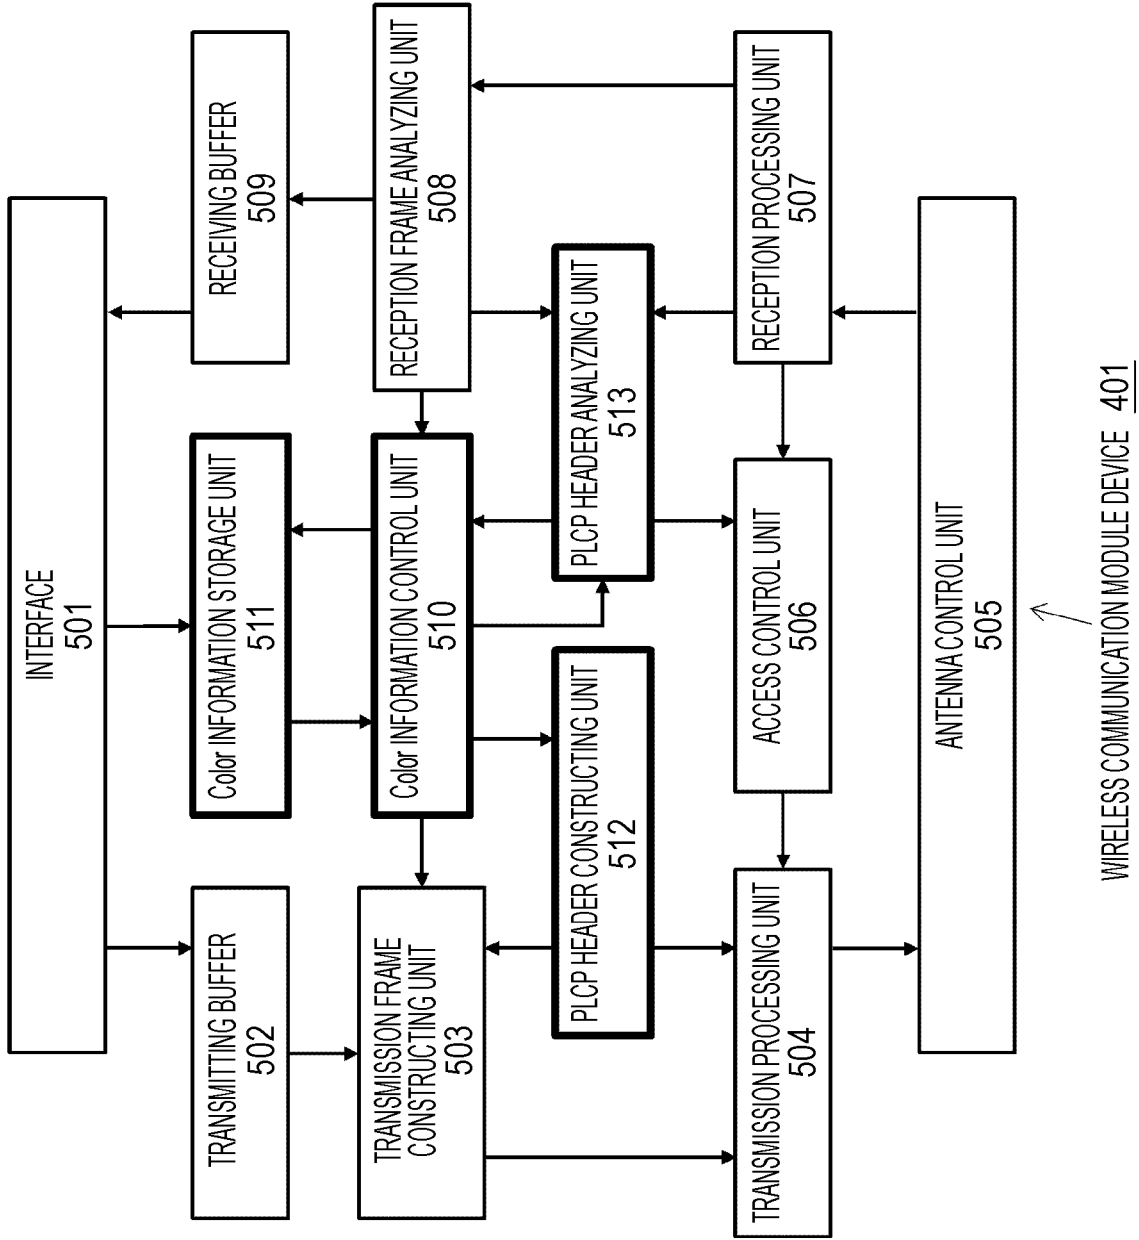 INTERFACE
501
TRANSMITTING BUFFER
502
Color INFORMATION STORAGE UNIT
511
RECEIVING BUFFER
509
TRANSMISSION FRAME
CONSTRUCTING UNIT
503
Color INFORMATION CONTROL UNIT
510
RECEPTION FRAME ANALYZING UNIT
508
PLCP HEADER CONSTRUCTING UNIT
512
PLCP HEADER ANALYZING UNIT
513
TRANSMISSION PROCESSING UNIT
504
ACCESS CONTROL UNIT
506
RECEPTION PROCESSING UNIT
507
ANTENNA CONTROL UNIT
505
WIRELESS COMMUNICATION MODULE DEVICE 401